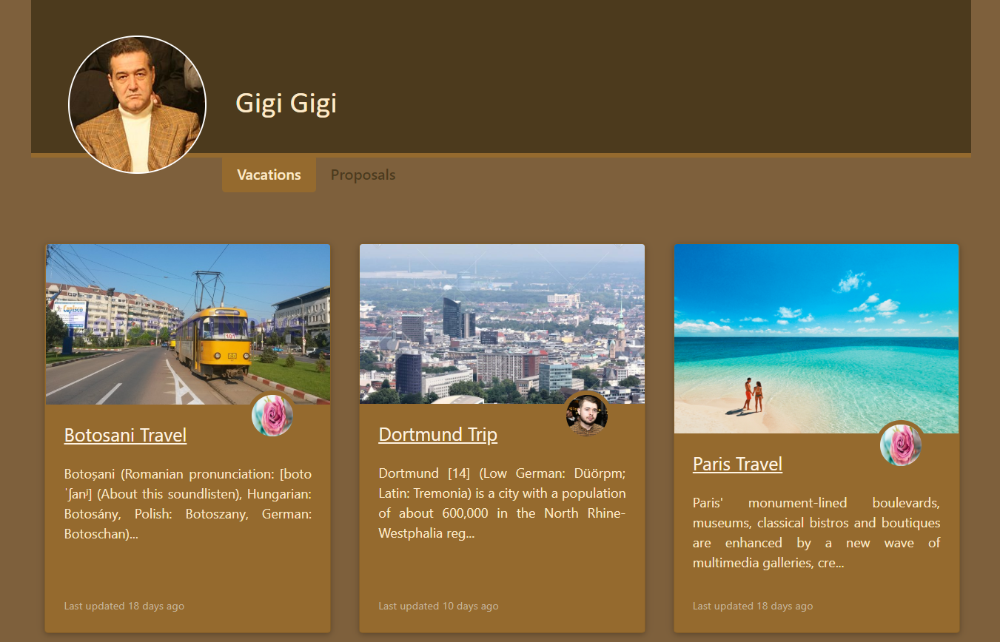 Gigi Gigi
Vacations
Proposals
101
Botosani Travel
Botoșani (Romanian pronunciation: [boto
ˈʃanʲ] (About this soundlisten), Hungarian:
Botosány, Polish: Botoszany, German:
Botoschan)...
Last updated 18 days ago
Dortmund Trip
Dortmund [14] (Low German: Düörpm;
Latin: Tremonia) is a city with a population
of about 600,000 in the North Rhine-
Westphalia reg...
Last updated 10 days ago
Paris Travel
Paris' monument-lined boulevards,
museums, classical bistros and boutiques
are enhanced by a new wave of
multimedia galleries, cre...
Last updated 18 days ago